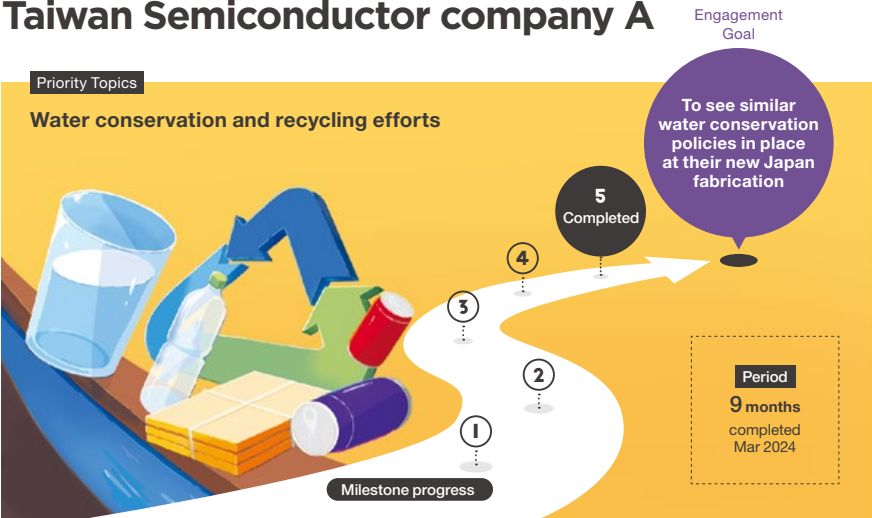 Taiwan Semiconductor company A
Engagement
Goal
Priority Topics
Water conservation and recycling efforts
To see similar
water conservation
policies in place
at their new Japan
fabrication
5
Completed
4
3
2
1
Milestone progress
Period
9 months
completed
Mar 2024